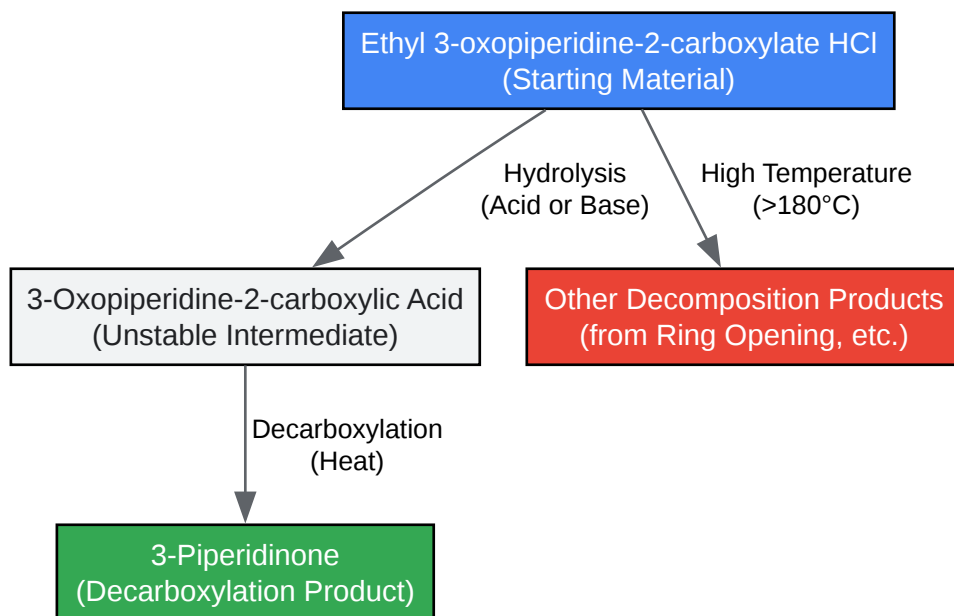 Ethyl 3-oxopiperidine-2-carboxylate HCl
(Starting Material)
Hydrolysis
(Acid or Base)
High Temperature
(>180°C)
3-Oxopiperidine-2-carboxylic Acid
(Unstable Intermediate)
Other Decomposition Products
(from Ring Opening, etc.)
Decarboxylation
(Heat)
3-Piperidinone
(Decarboxylation Product)